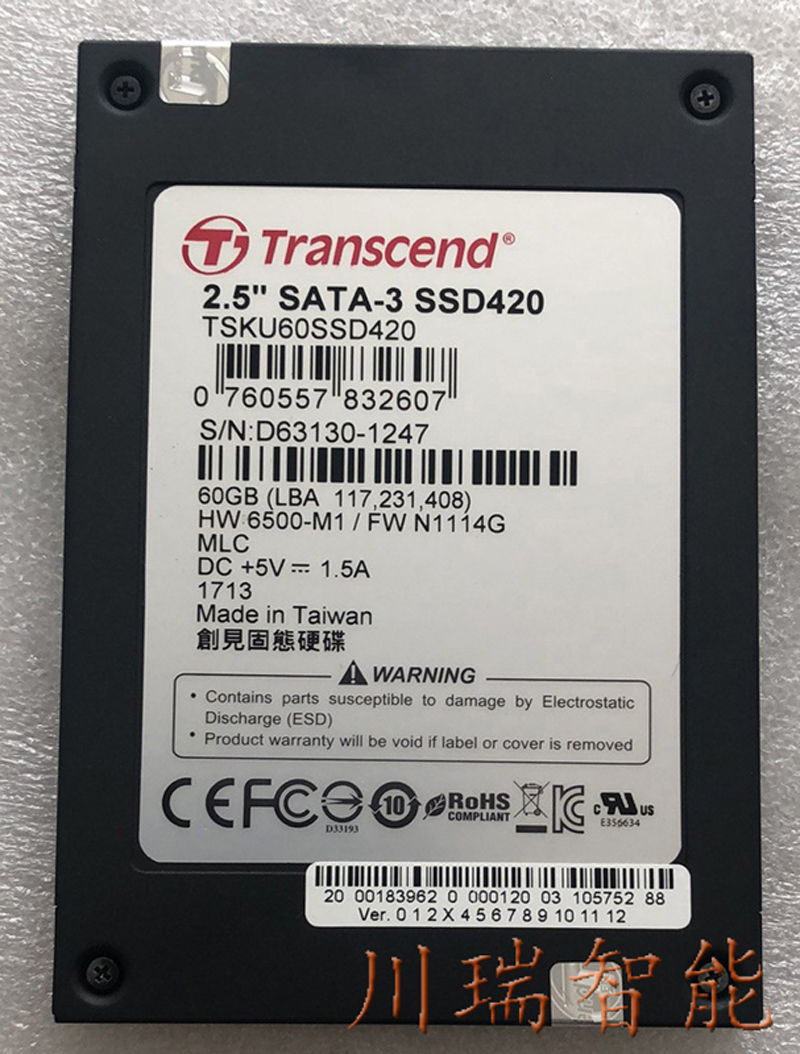 Transcend®
2.5" SATA-3 SSD420
TSKU60SSD420
0 760557 832607
S/N:D63130-1247
60GB (LBA 117,231,408)
HW 6500-M1 / FW N1114G
MLC
DC +5V ⎓ 1.5A
1713
Made in Taiwan
創見固態硬碟
WARNING
• Contains parts susceptible to damage by Electrostatic
Discharge (ESD)
• Product warranty will be void if label or cover is removed
CE FC D33193 10 RoHS COMPLIANT c RU US E356634
20 00183962 0 000120 03 105752 88
Ver. 0 1 2 X 4 5 6 7 8 9 10 11 12
川瑞智能